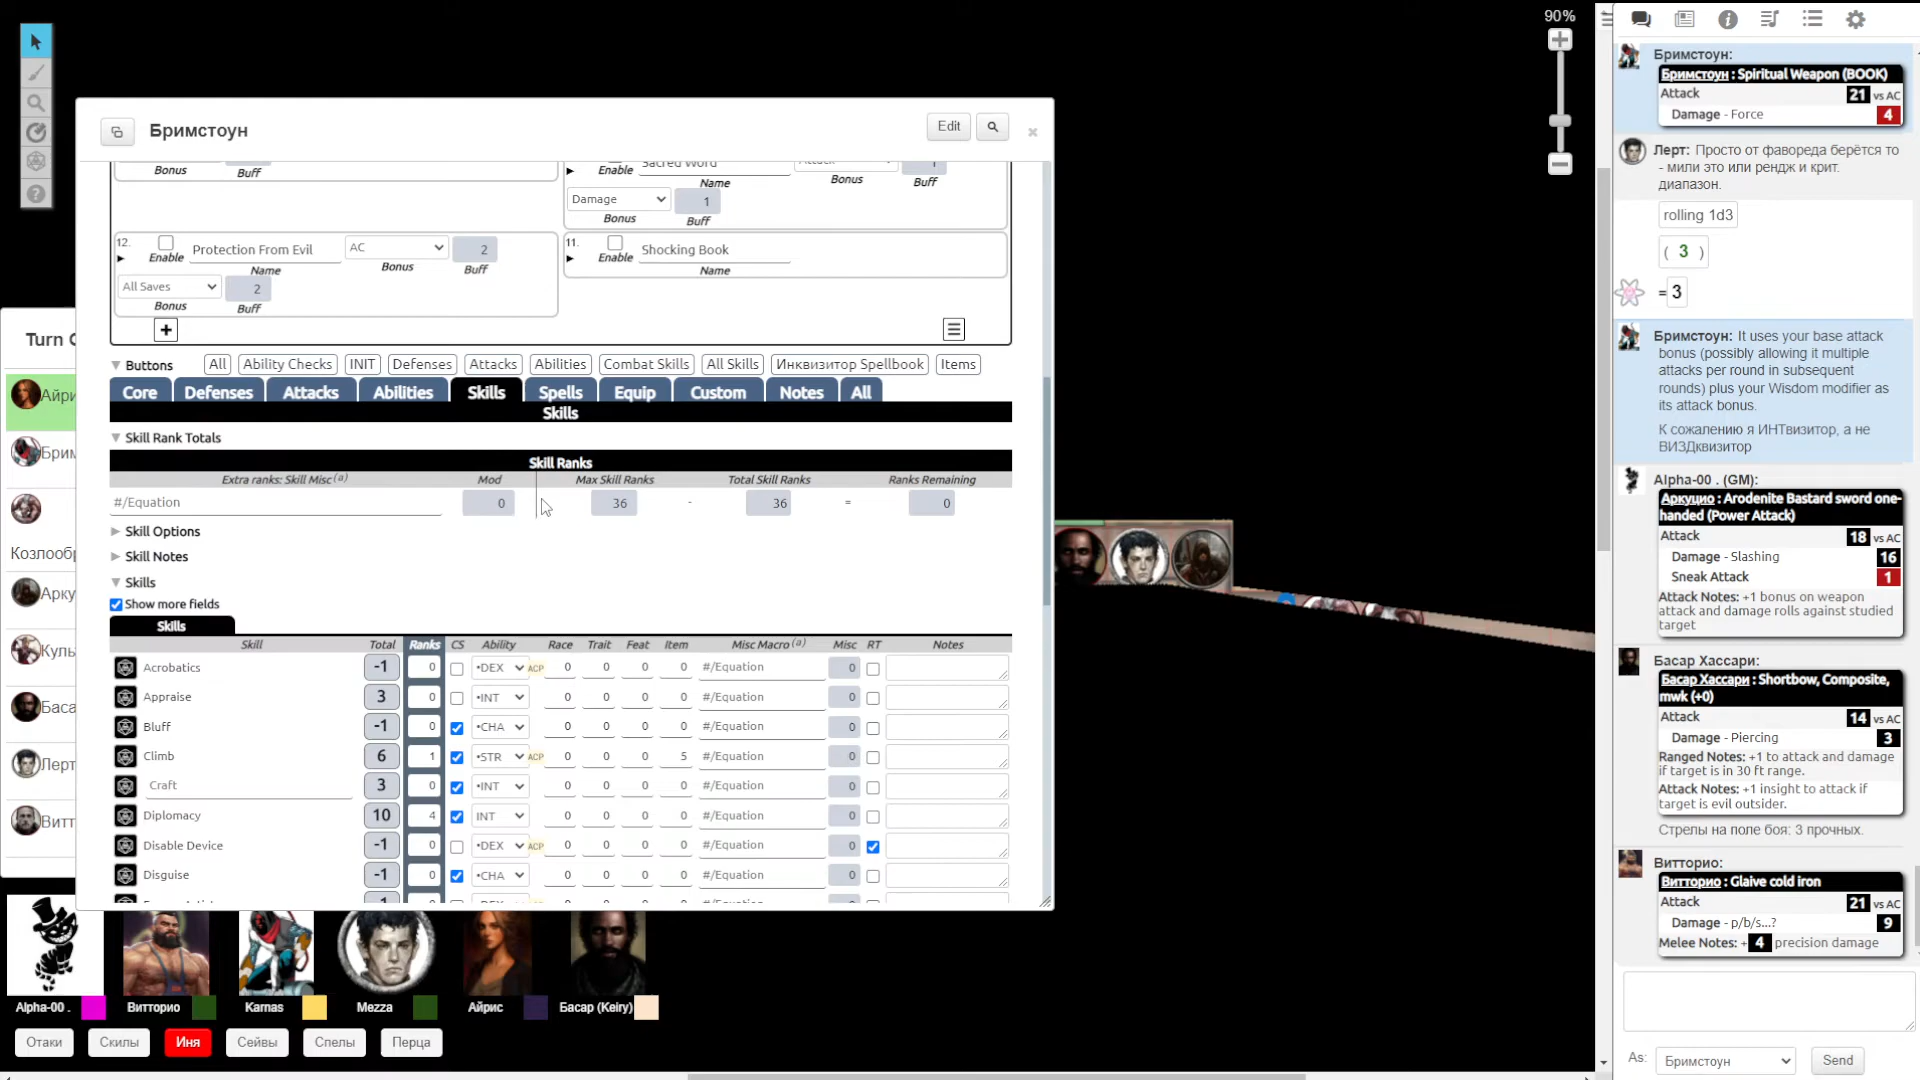 90%
Бримстоун
Edit
Bonus
Buff
Enable
Sacred Word
Name
Bonus
1
Buff
Damage
1
Bonus
Buff
12.
Enable
Protection From Evil
Name
AC
Bonus
2
Buff
All Saves
2
Bonus
Buff
11.
Enable
Shocking Book
Name
Buttons
All
Ability Checks
INIT
Defenses
Attacks
Abilities
Combat Skills
All Skills
Инквизитор Spellbook
Items
Core
Defenses
Attacks
Abilities
Skills
Spells
Equip
Custom
Notes
All
Skills
Skill Rank Totals
Skill Ranks
Extra ranks: Skill Misc (a) Mod Max Skill Ranks Total Skill Ranks Ranks Remaining
#/Equation 0 36 - 36 = 0
Skill Options
Skill Notes
Skills
Show more fields
Skills
Skill Total Ranks CS Ability Race Trait Feat Item Misc Macro (a) Misc RT Notes
Acrobatics -1 0 •DEX ACP 0 0 0 0 #/Equation 0
Appraise 3 0 •INT 0 0 0 0 #/Equation 0
Bluff -1 0 •CHA 0 0 0 0 #/Equation 0
Climb 6 1 •STR ACP 0 0 0 5 #/Equation 0
Craft 3 0 •INT 0 0 0 0 #/Equation 0
Diplomacy 10 4 INT 0 0 0 0 #/Equation 0
Disable Device -1 0 •DEX ACP 0 0 0 0 #/Equation 0
Disguise -1 0 •CHA 0 0 0 0 #/Equation 0
Turn
Айри
Брим
Козлообр
Арку
Куль
Баса
Лерт
Витт
Alpha-00 .
Витторио
Karnas
Mezza
Айрис
Басар (Keiry)
Отаки
Скилы
Иня
Сейвы
Спелы
Перца
Бримстоун:
Бримстоун : Spiritual Weapon (BOOK)
Attack 21 vs AC
Damage - Force 4
Лерт: Просто от фавореда берётся то
- мили это или рендж и крит.
диапазон.
rolling 1d3
( 3 )
= 3
Бримстоун: It uses your base attack
bonus (possibly allowing it multiple
attacks per round in subsequent
rounds) plus your Wisdom modifier as
its attack bonus.
К сожалению я ИНТвизитор, а не
ВИЗДквизитор
Alpha-00 . (GM):
Аркуцио : Arodenite Bastard sword one-
handed (Power Attack)
Attack 18 vs AC
Damage - Slashing 16
Sneak Attack 1
Attack Notes: +1 bonus on weapon
attack and damage rolls against studied
target
Басар Хассари:
Басар Хассари : Shortbow, Composite,
mwk (+0)
Attack 14 vs AC
Damage - Piercing 3
Ranged Notes: +1 to attack and damage
if target is in 30 ft range.
Attack Notes: +1 insight to attack if
target is evil outsider.
Стрелы на поле боя: 3 прочных.
Витторио:
Витторио : Glaive cold iron
Attack 21 vs AC
Damage - p/b/s...? 9
Melee Notes: + 4 precision damage
As: Бримстоун Send